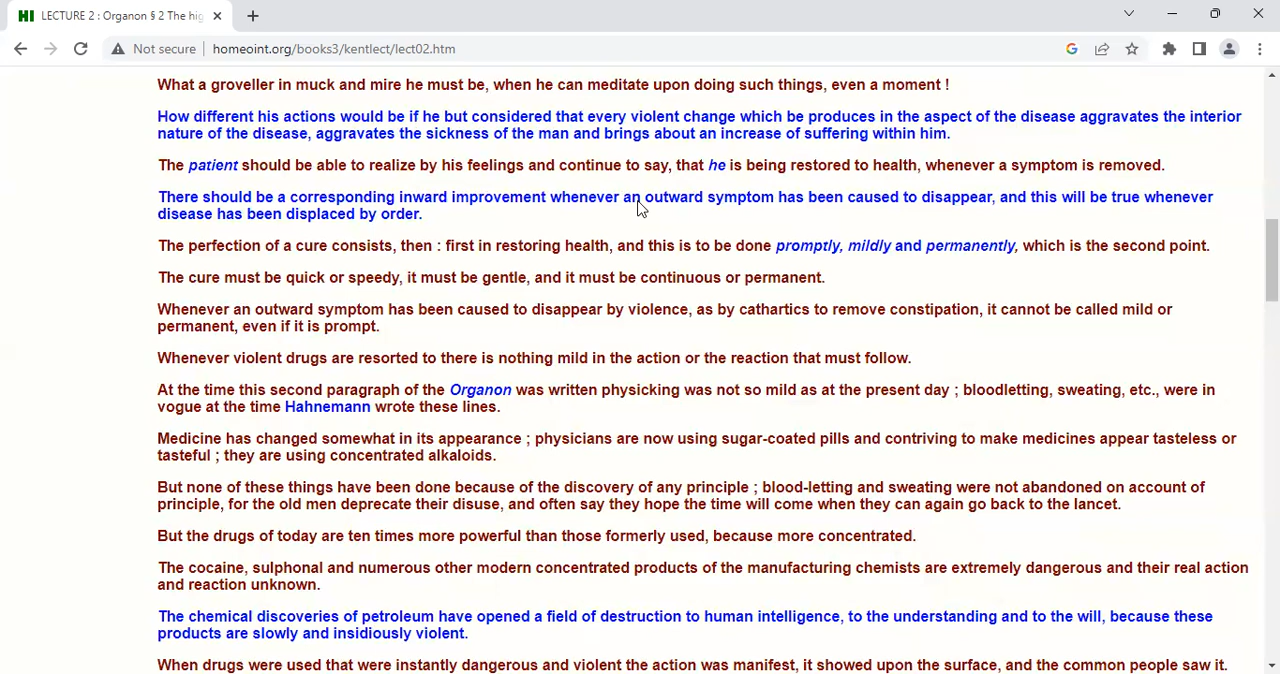 LECTURE 2 : Organon § 2 The hig
Not secure
homeoint.org/books3/kentlect/lect02.htm
What a groveller in muck and mire he must be, when he can meditate upon doing such things, even a moment !
How different his actions would be if he but considered that every violent change which be produces in the aspect of the disease aggravates the interior
nature of the disease, aggravates the sickness of the man and brings about an increase of suffering within him.
The patient should be able to realize by his feelings and continue to say, that he is being restored to health, whenever a symptom is removed.
There should be a corresponding inward improvement whenever an outward symptom has been caused to disappear, and this will be true whenever
disease has been displaced by order.
The perfection of a cure consists, then : first in restoring health, and this is to be done promptly, mildly and permanently, which is the second point.
The cure must be quick or speedy, it must be gentle, and it must be continuous or permanent.
Whenever an outward symptom has been caused to disappear by violence, as by cathartics to remove constipation, it cannot be called mild or
permanent, even if it is prompt.
Whenever violent drugs are resorted to there is nothing mild in the action or the reaction that must follow.
At the time this second paragraph of the Organon was written physicking was not so mild as at the present day ; bloodletting, sweating, etc., were in
vogue at the time Hahnemann wrote these lines.
Medicine has changed somewhat in its appearance ; physicians are now using sugar-coated pills and contriving to make medicines appear tasteless or
tasteful ; they are using concentrated alkaloids.
But none of these things have been done because of the discovery of any principle ; blood-letting and sweating were not abandoned on account of
principle, for the old men deprecate their disuse, and often say they hope the time will come when they can again go back to the lancet.
But the drugs of today are ten times more powerful than those formerly used, because more concentrated.
The cocaine, sulphonal and numerous other modern concentrated products of the manufacturing chemists are extremely dangerous and their real action
and reaction unknown.
The chemical discoveries of petroleum have opened a field of destruction to human intelligence, to the understanding and to the will, because these
products are slowly and insidiously violent.
When drugs were used that were instantly dangerous and violent the action was manifest, it showed upon the surface, and the common people saw it.